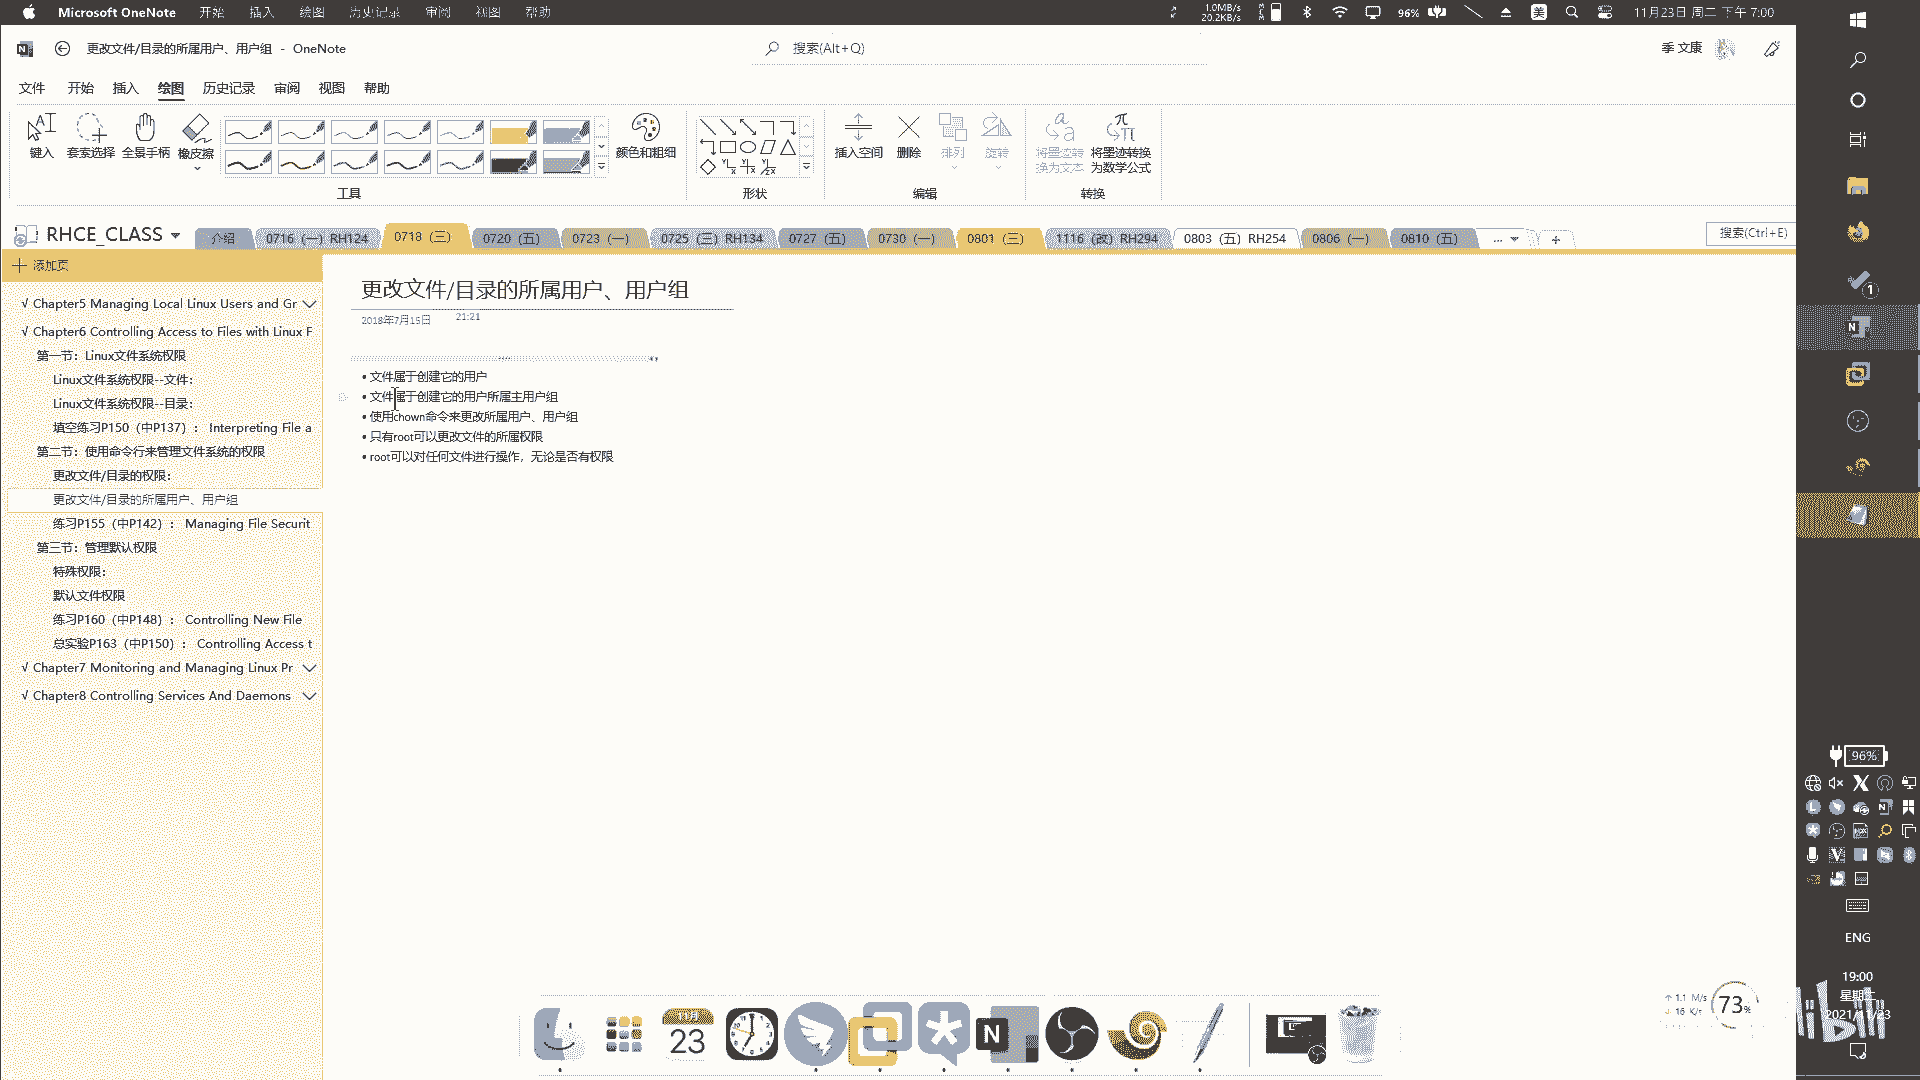 Microsoft OneNote 开始 插入 绘图 历史记录 审阅 视图 帮助
1.0MB/s
20.2KB/s
96%
美
11月23日 周二 下午 7:00
更改文件/目录的所属用户、用户组 - OneNote
搜索(Alt+Q)
季 文康
文件 开始 插入 绘图 历史记录 审阅 视图 帮助
键入 套索选择 全景手柄 橡皮擦
颜色和粗细
插入空间 删除 排列 旋转
将墨迹转换为文本
将墨迹转换为数学公式
工具 形状 编辑 转换
RHCE_CLASS
介绍 0716 (一) RH124 0718 (三) 0720 (五) 0723 (一) 0725 (三) RH134 0727 (五) 0730 (一) 0801 (三) 1116 (改) RH294 0803 (五) RH254 0806 (一) 0810 (五) ...
搜索(Ctrl+E)
添加页
√ Chapter5 Managing Local Linux Users and Gr
√ Chapter6 Controlling Access to Files with Linux F
第一节：Linux文件系统权限
Linux文件系统权限--文件：
Linux文件系统权限--目录：
填空练习P150（中P137）： Interpreting File a
第二节：使用命令行来管理文件系统的权限
更改文件/目录的权限：
更改文件/目录的所属用户、用户组
练习P155（中P142）： Managing File Securit
第三节：管理默认权限
特殊权限：
默认文件权限
练习P160（中P148）： Controlling New File
总实验P163（中P150）： Controlling Access t
√ Chapter7 Monitoring and Managing Linux Pr
√ Chapter8 Controlling Services And Daemons
更改文件/目录的所属用户、用户组
2018年7月15日 21:21
• 文件属于创建它的用户
• 文件属于创建它的用户所属主用户组
• 使用chown命令来更改所属用户、用户组
• 只有root可以更改文件的所属权限
• root可以对任何文件进行操作，无论是否有权限
1
96%
ENG
19:00
2021/11/23
1.1 M/s
16 K/s
73%
11月
23
N